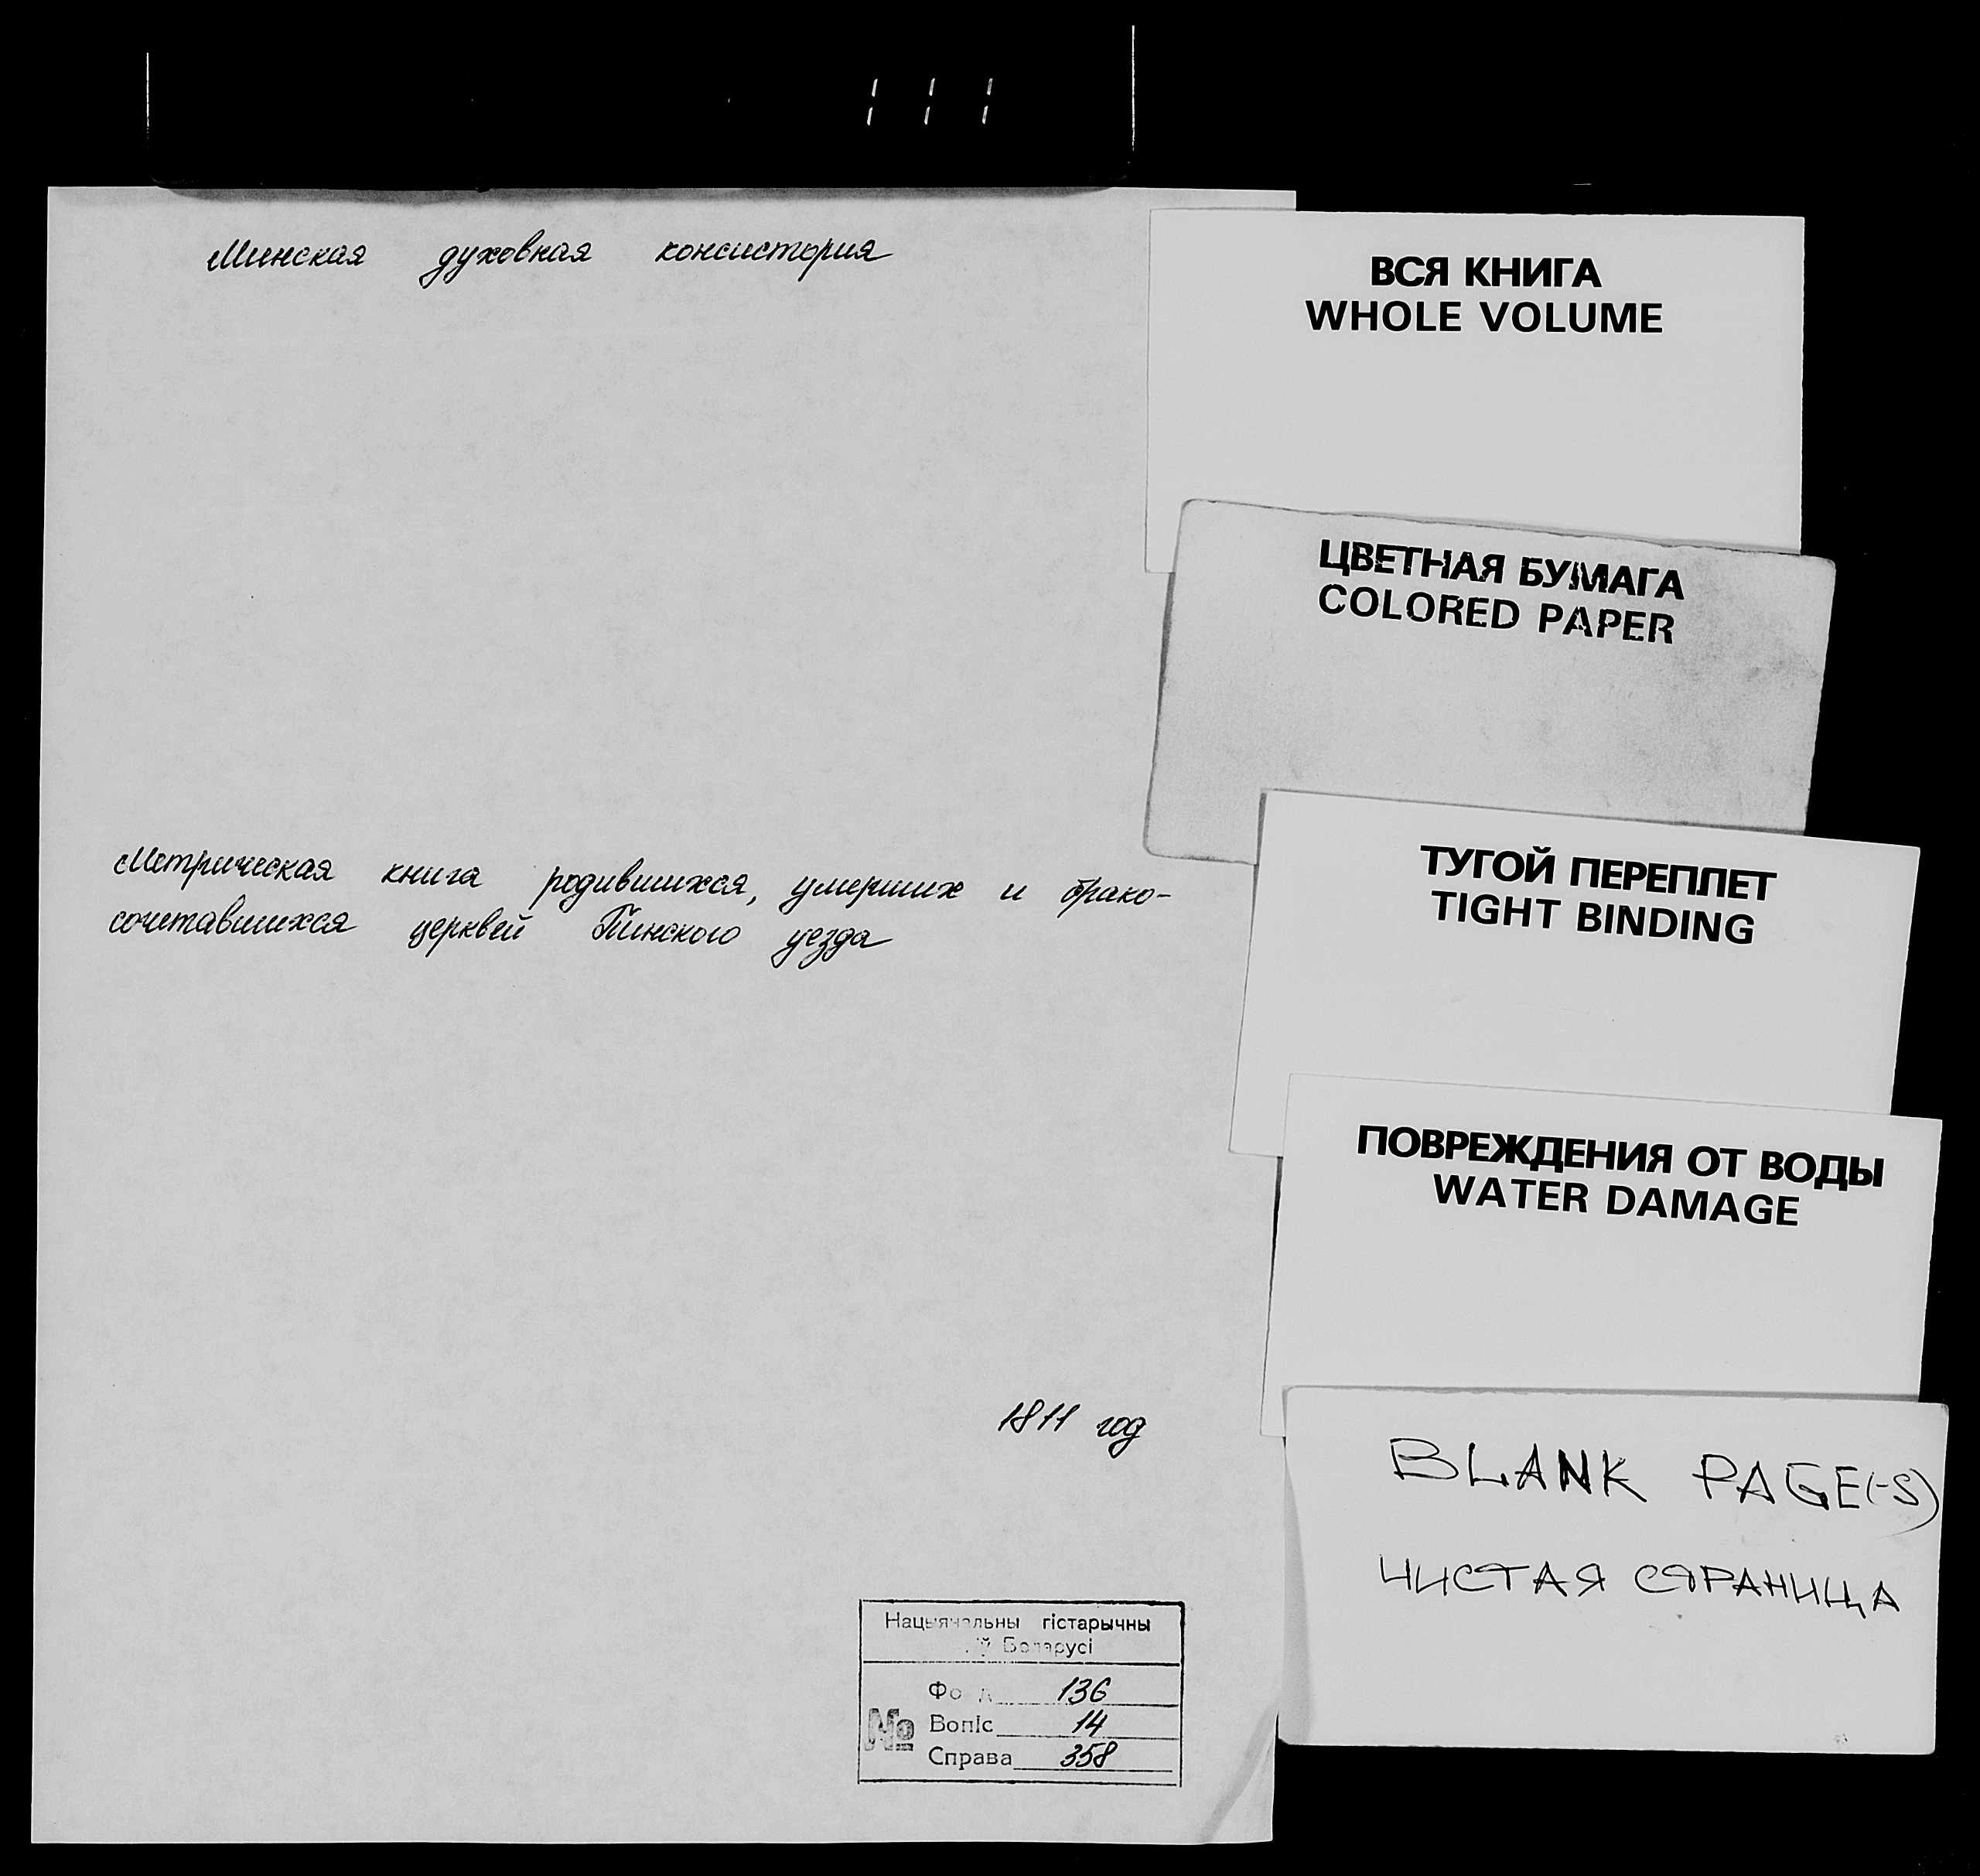 Минская духовная консистория
Метрическая книга родившихся, умерших и брако-
сочетавшихся церквей Пинского уезда
1811 год
Нацыянальны гістарычны
Беларусі
Фонд 136
№ Вопіс 14
Справа 358
ВСЯ КНИГА
WHOLE VOLUME
ЦВЕТНАЯ БУМАГА
COLORED PAPER
ТУГОЙ ПЕРЕПЛЕТ
TIGHT BINDING
ПОВРЕЖДЕНИЯ ОТ ВОДЫ
WATER DAMAGE
BLANK PAGE(-S)
ЧИСТАЯ СТРАНИЦА